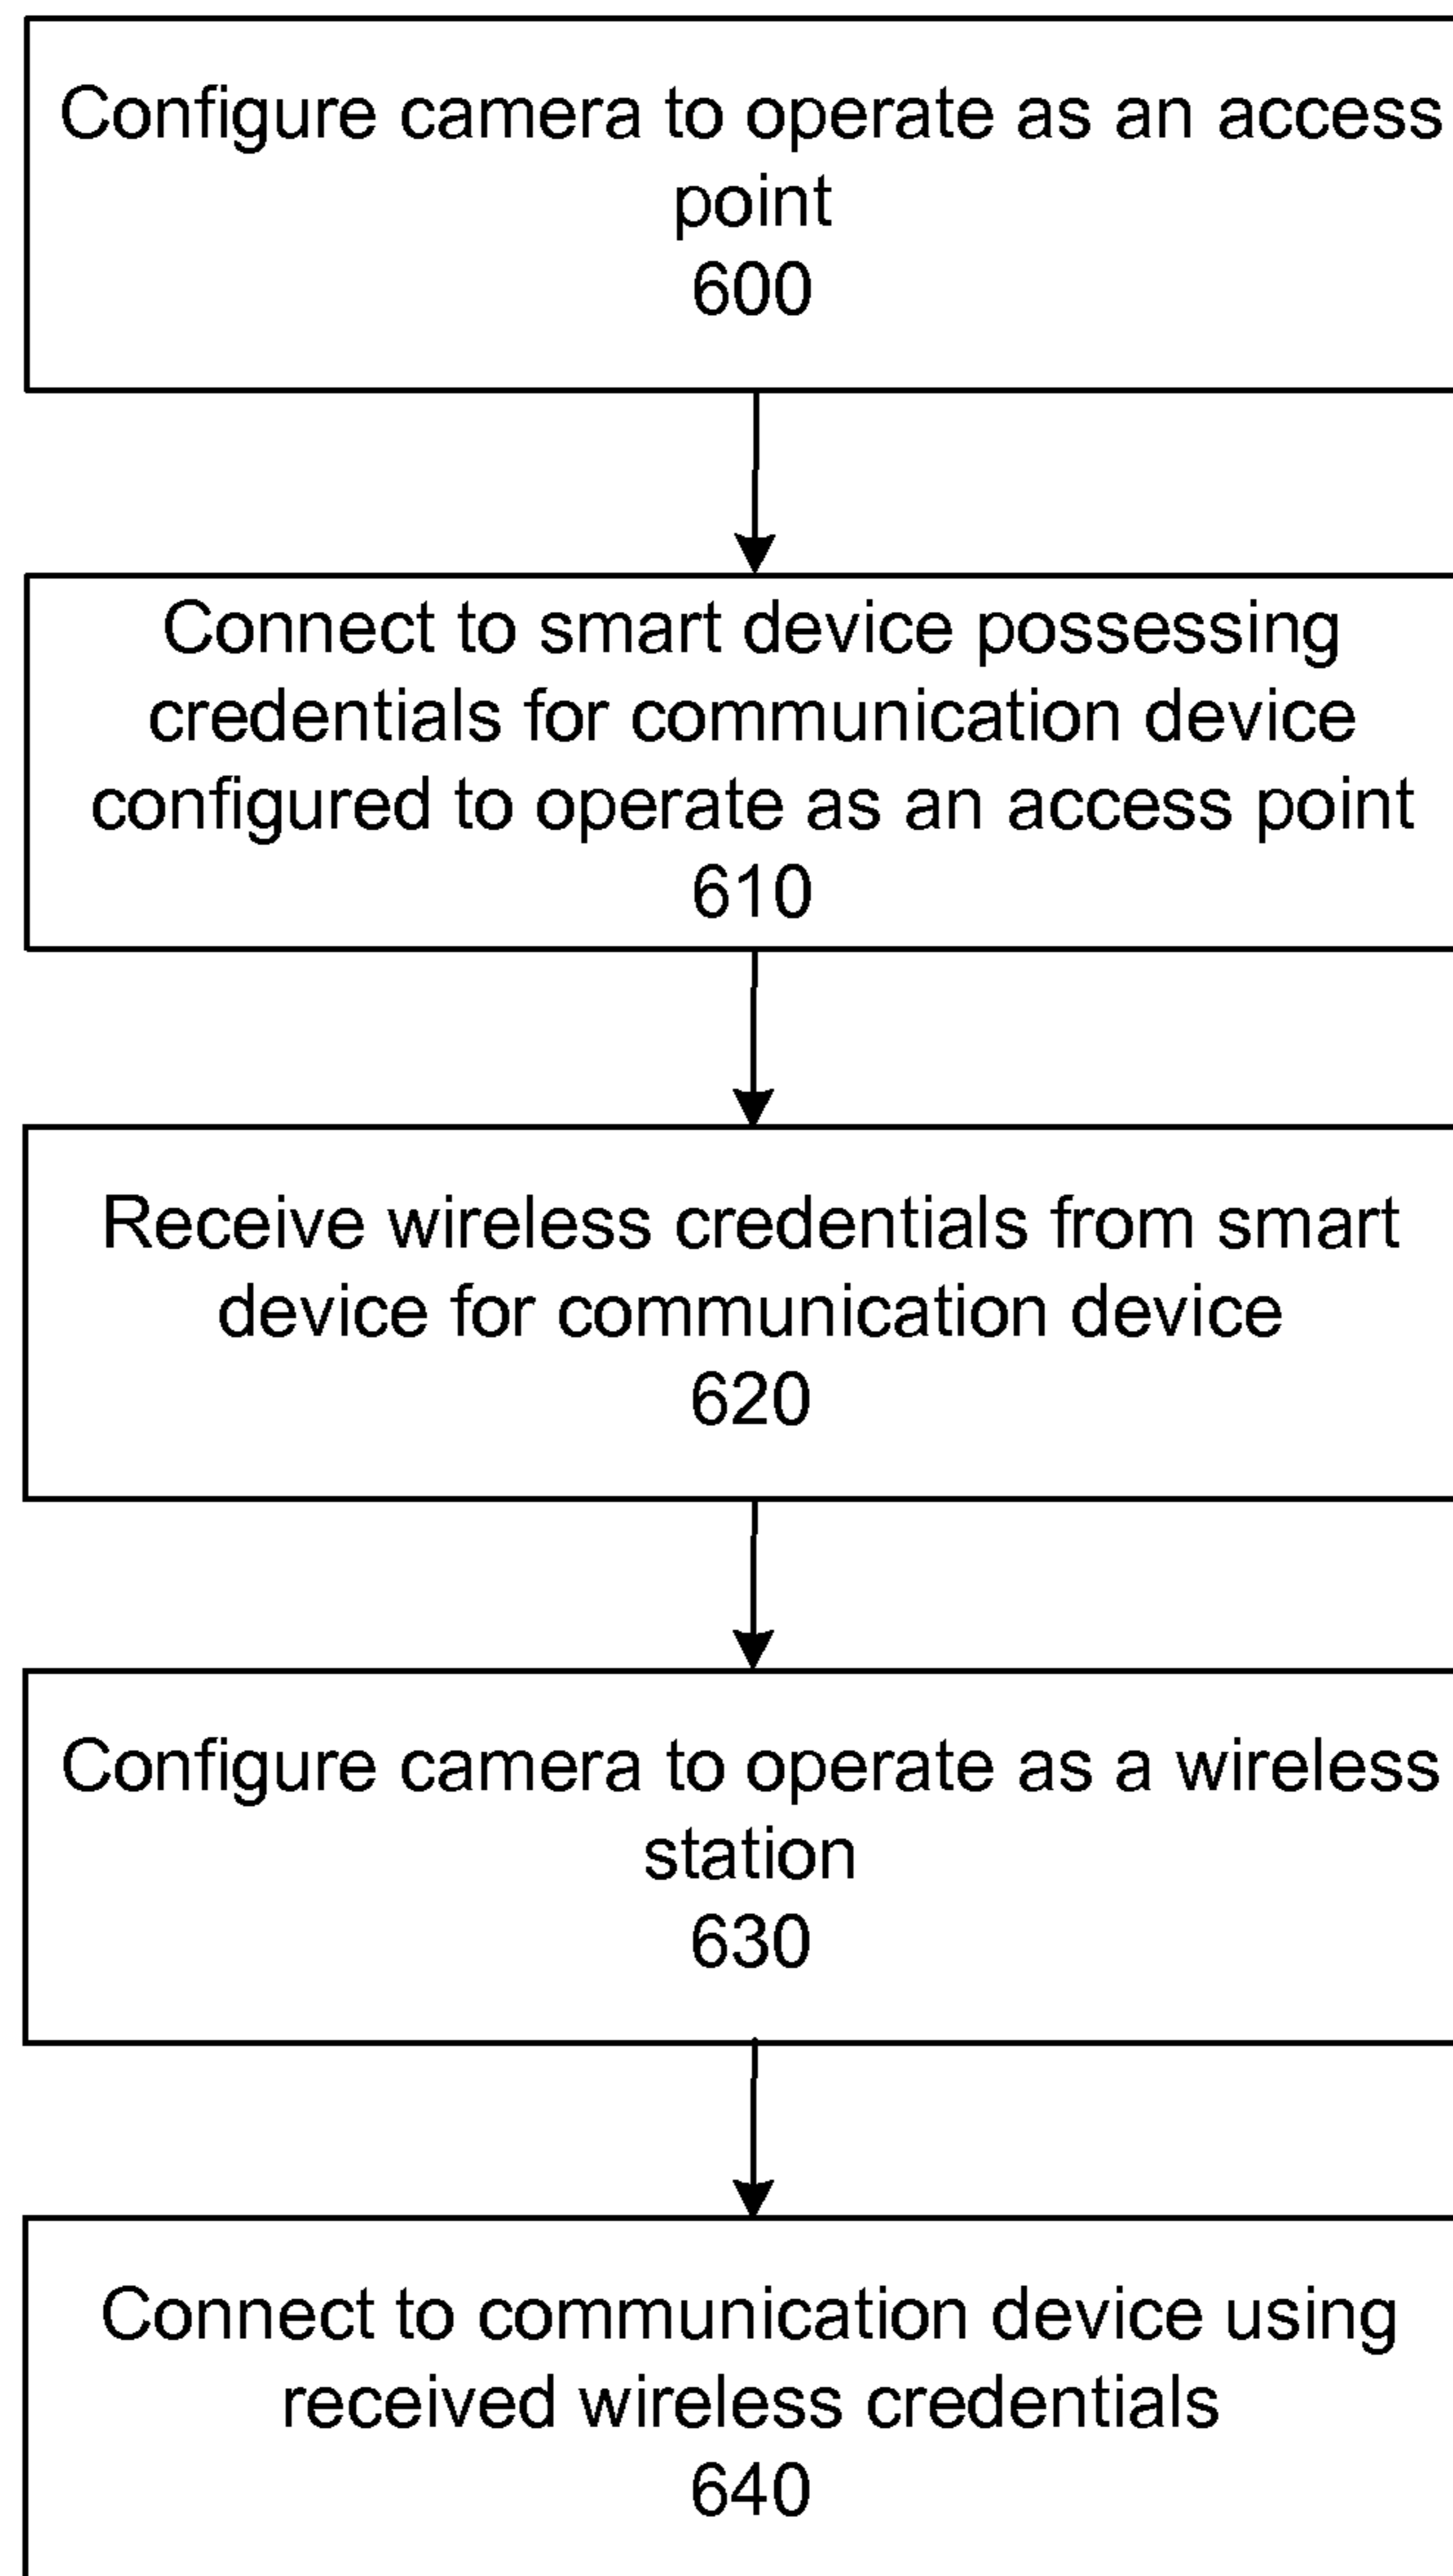 Configure camera to operate as an access
point
600
Connect to smart device possessing
credentials for communication device
configured to operate as an access point
610
Receive wireless credentials from smart
device for communication device
620
Configure camera to operate as a wireless
station
630
Connect to communication device using
received wireless credentials
640